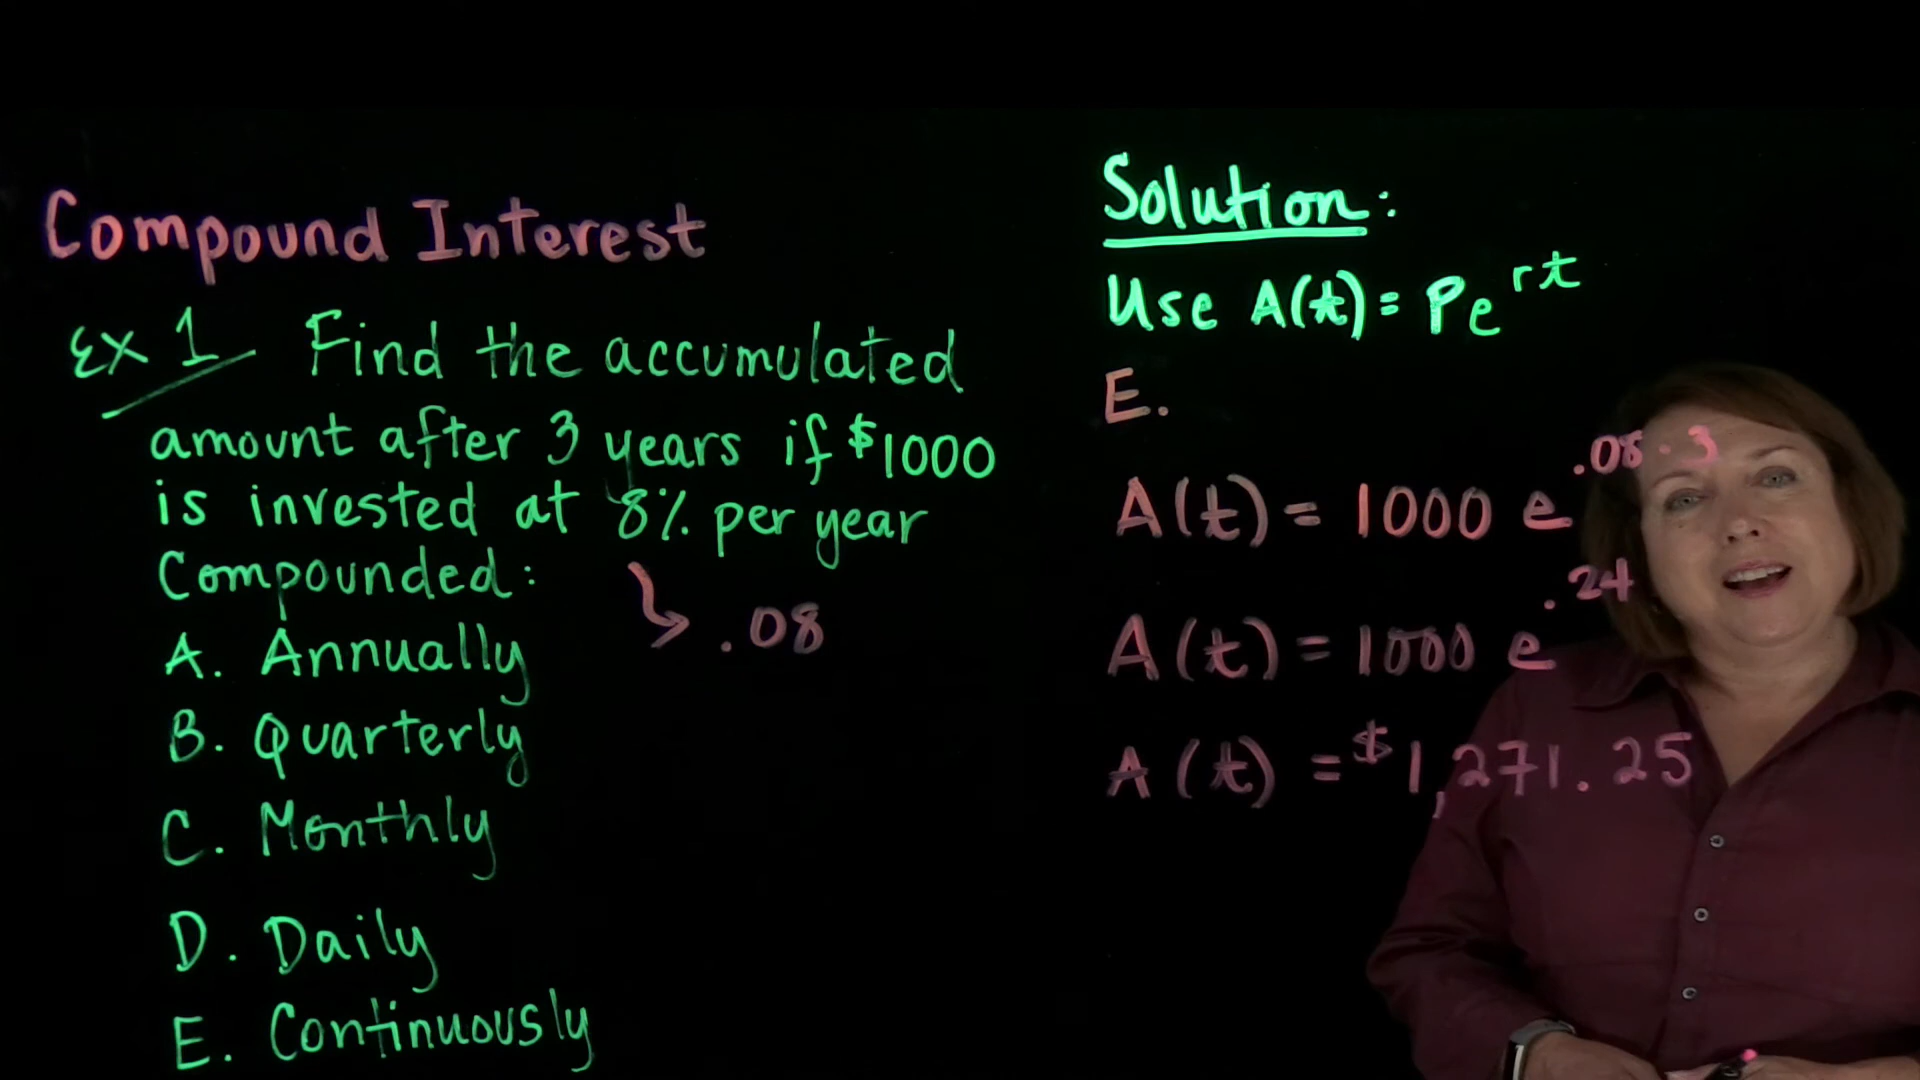 Compound Interest
Ex 1 Find the accumulated
amount after 3 years if $1000
is invested at 8% per year
Compounded:
.08
A. Annually
B. Quarterly
C. Monthly
D. Daily
E. Continuously
Solution:
Use A(t) = Pe^rt
E.
A(t) = 1000 e^.08·3
A(t) = 1000 e^.24
A(t) = $1,271.25